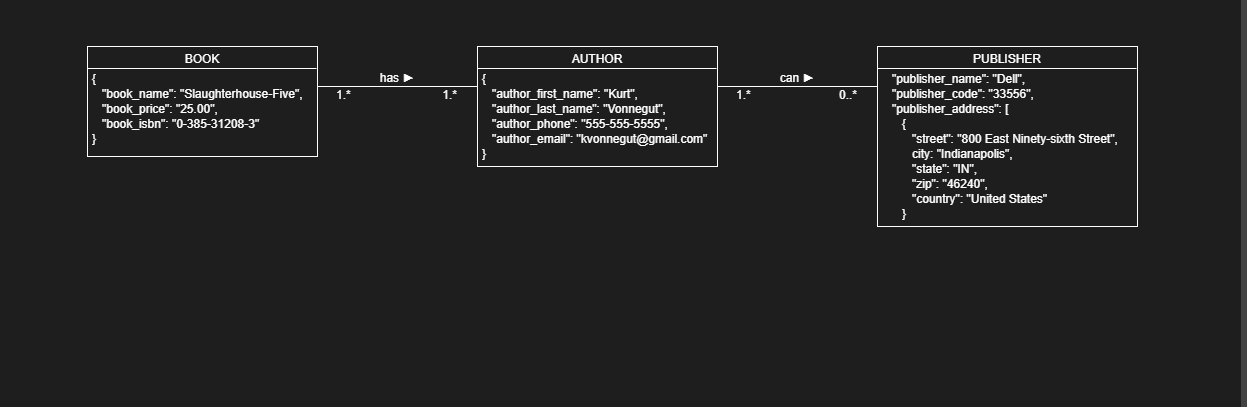 BOOK
{
"book_name": "Slaughterhouse-Five",
"book_price": "25.00",
"book_isbn": "0-385-31208-3"
}
has ►
1.* 1.*
AUTHOR
{
"author_first_name": "Kurt",
"author_last_name": "Vonnegut",
"author_phone": "555-555-5555",
"author_email": "kvonnegut@gmail.com"
}
can ►
1.* 0..*
PUBLISHER
"publisher_name": "Dell",
"publisher_code": "33556",
"publisher_address": [
{
"street": "800 East Ninety-sixth Street",
city: "Indianapolis",
"state": "IN",
"zip": "46240",
"country": "United States"
}